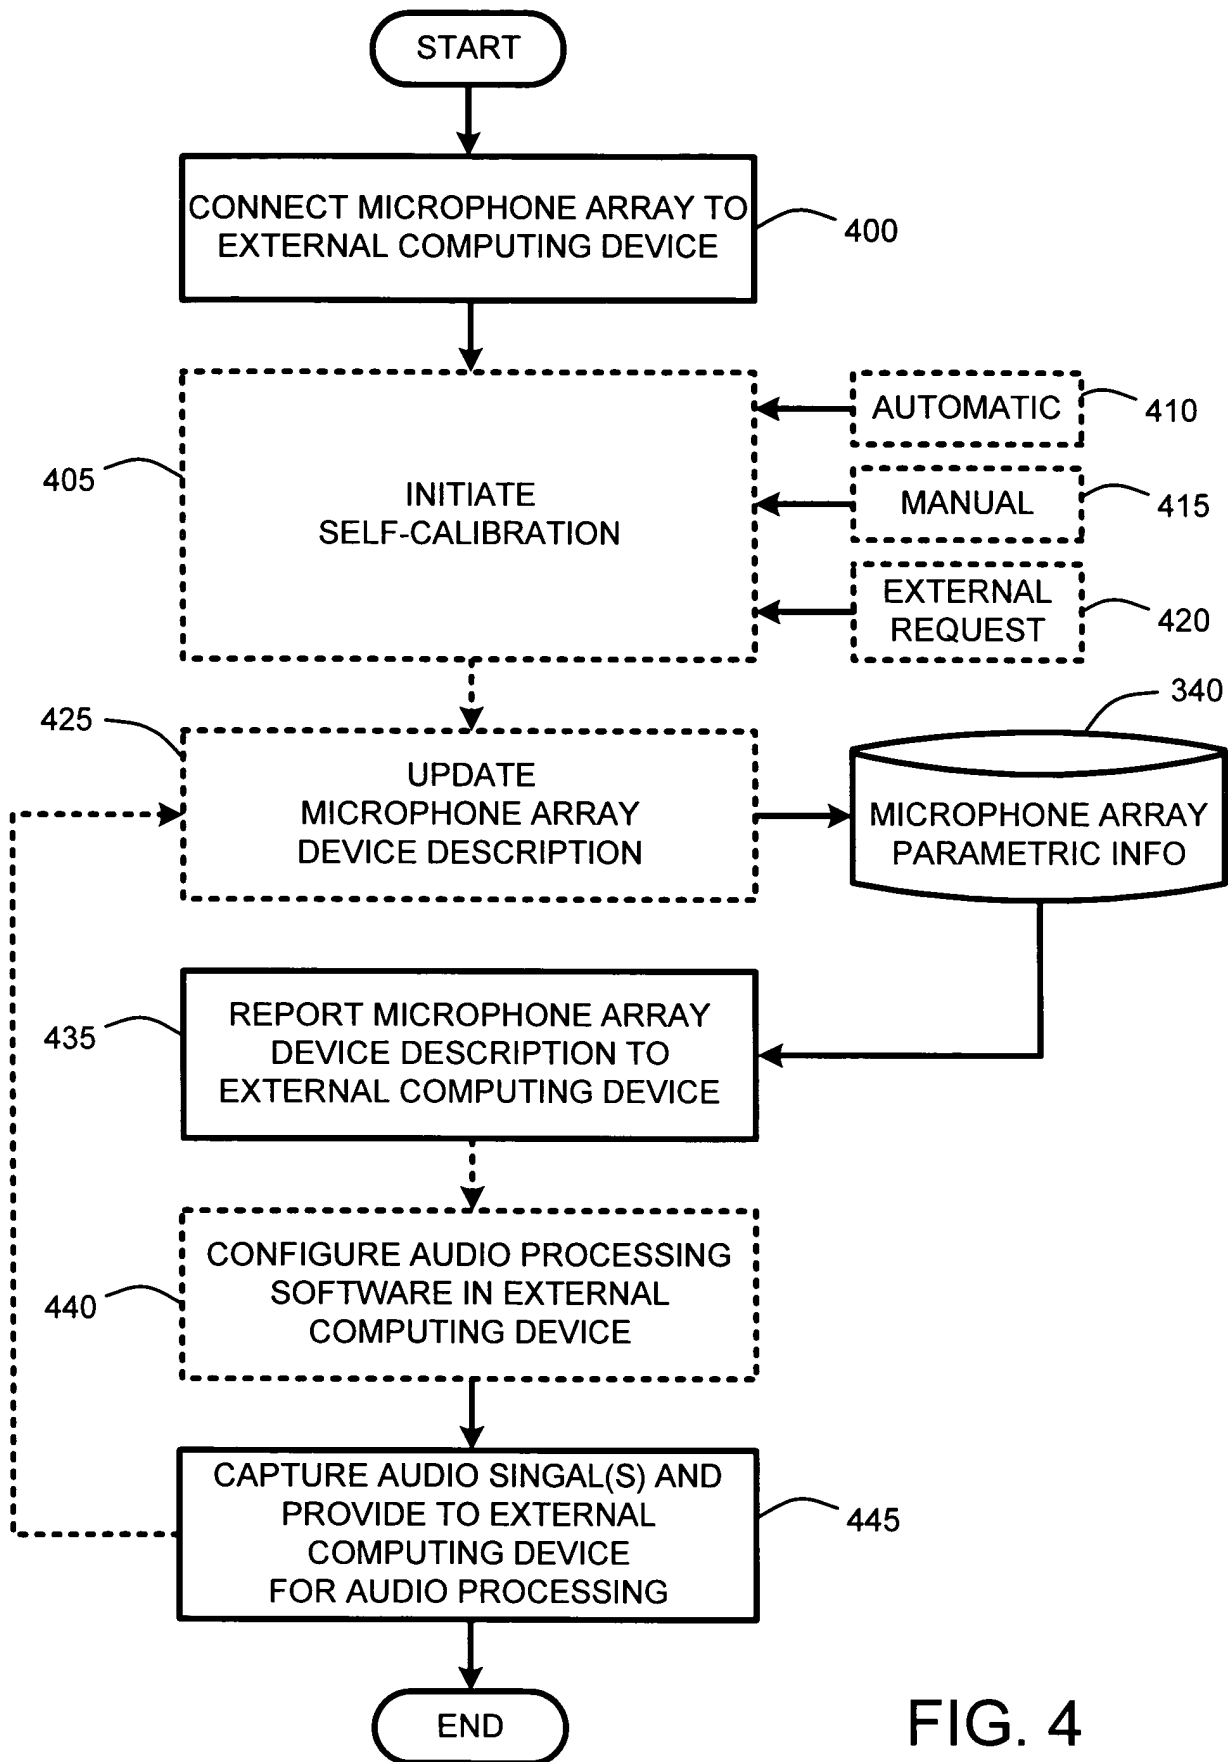 START
CONNECT MICROPHONE ARRAY TO
EXTERNAL COMPUTING DEVICE
400
INITIATE
SELF-CALIBRATION
405
AUTOMATIC
410
MANUAL
415
EXTERNAL
REQUEST
420
425
UPDATE
MICROPHONE ARRAY
DEVICE DESCRIPTION
340
MICROPHONE ARRAY
PARAMETRIC INFO
435
REPORT MICROPHONE ARRAY
DEVICE DESCRIPTION TO
EXTERNAL COMPUTING DEVICE
440
CONFIGURE AUDIO PROCESSING
SOFTWARE IN EXTERNAL
COMPUTING DEVICE
CAPTURE AUDIO SINGAL(S) AND
PROVIDE TO EXTERNAL
COMPUTING DEVICE
FOR AUDIO PROCESSING
445
END
FIG. 4